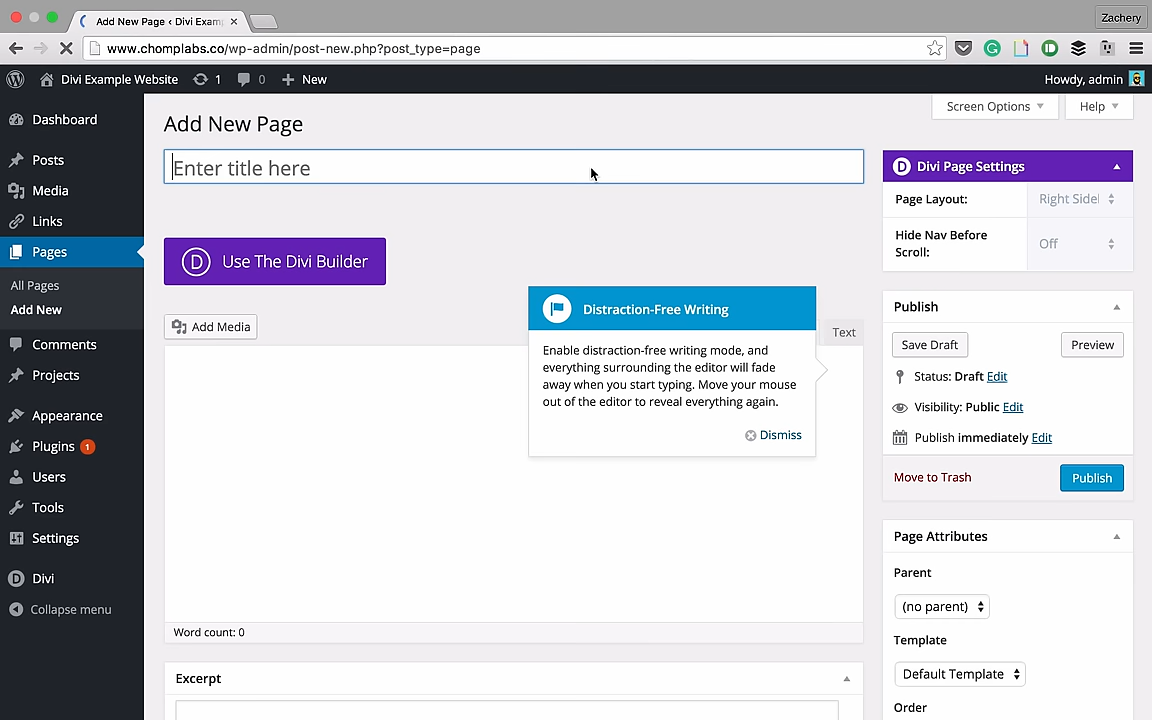 Add New Page ‹ Divi Exam
Zachery
www.chomplabs.co/wp-admin/post-new.php?post_type=page
Divi Example Website
1
0
New
Howdy, admin
Dashboard
Posts
Media
Links
Pages
All Pages
Add New
Comments
Projects
Appearance
Plugins 1
Users
Tools
Settings
Divi
Collapse menu
Screen Options
Help
Add New Page
Enter title here
Use The Divi Builder
Add Media
Text
Distraction-Free Writing
Enable distraction-free writing mode, and
everything surrounding the editor will fade
away when you start typing. Move your mouse
out of the editor to reveal everything again.
Dismiss
Word count: 0
Excerpt
Divi Page Settings
Page Layout:
Right Sidel
Hide Nav Before
Scroll:
Off
Publish
Save Draft
Preview
Status: Draft Edit
Visibility: Public Edit
Publish immediately Edit
Move to Trash
Publish
Page Attributes
Parent
(no parent)
Template
Default Template
Order